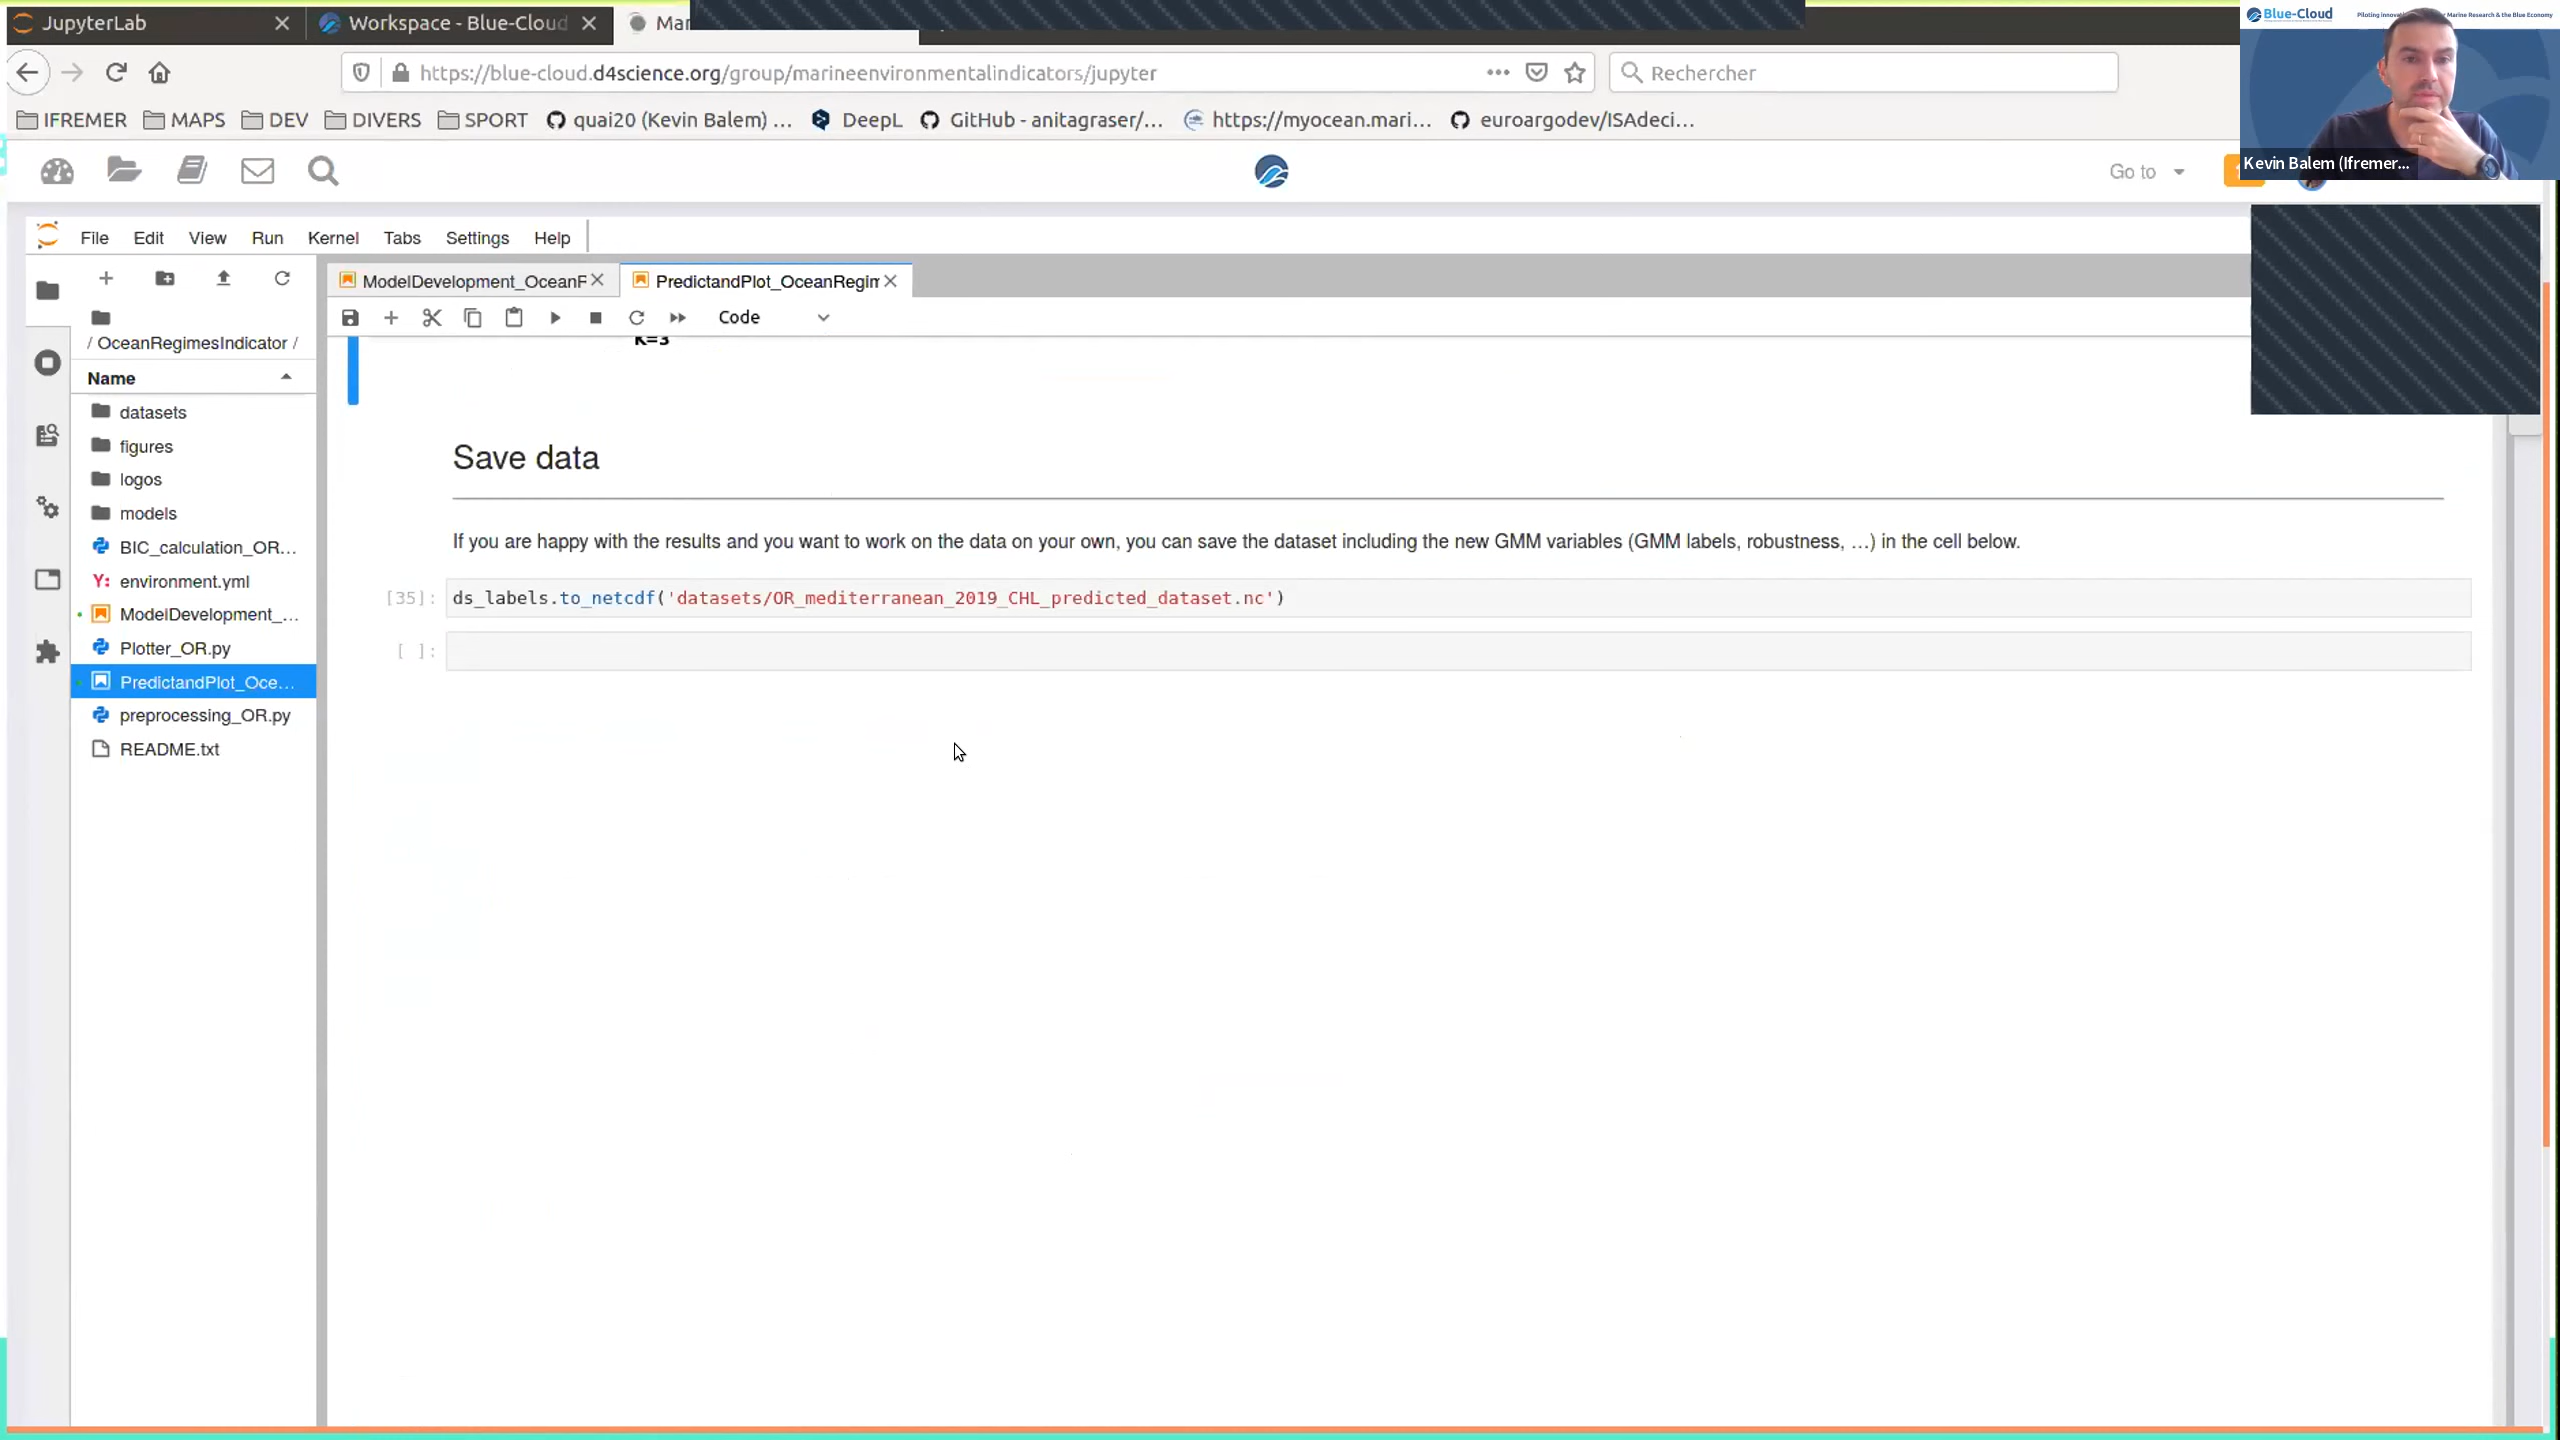 JupyterLab
Workspace - Blue-Cloud
Mar
Blue-Cloud
https://blue-cloud.d4science.org/group/marineenvironmentalindicators/jupyter
Rechercher
IFREMER
MAPS
DEV
DIVERS
SPORT
quai20 (Kevin Balem) ...
DeepL
GitHub - anitagraser/...
https://myocean.mari...
euroargodev/ISAdeci...
Go to
Kevin Balem (Ifremer...
File Edit View Run Kernel Tabs Settings Help
ModelDevelopment_OceanR
PredictandPlot_OceanRegim
Code
/ OceanRegimesIndicator /
Name
datasets
figures
logos
models
BIC_calculation_OR...
Y: environment.yml
ModelDevelopment_...
Plotter_OR.py
PredictandPlot_Oce...
preprocessing_OR.py
README.txt
K=3
Save data
If you are happy with the results and you want to work on the data on your own, you can save the dataset including the new GMM variables (GMM labels, robustness, ...) in the cell below.
[35]: ds_labels.to_netcdf('datasets/OR_mediterranean_2019_CHL_predicted_dataset.nc')
[ ]: